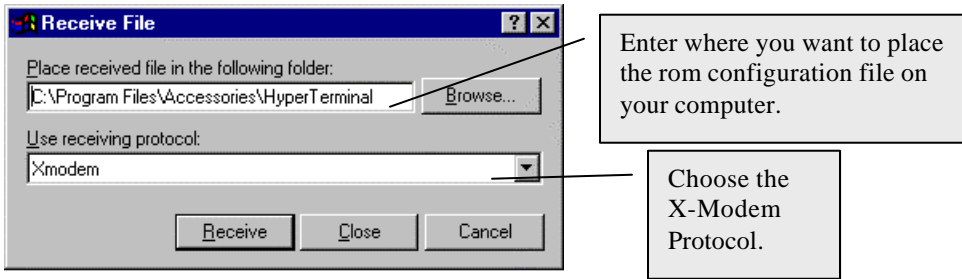 Receive File
Place received file in the following folder:
C:\Program Files\Accessories\HyperTerminal
Browse...
Use receiving protocol:
Xmodem
Receive
Close
Cancel
Enter where you want to place
the rom configuration file on
your computer.
Choose the
X-Modem
Protocol.